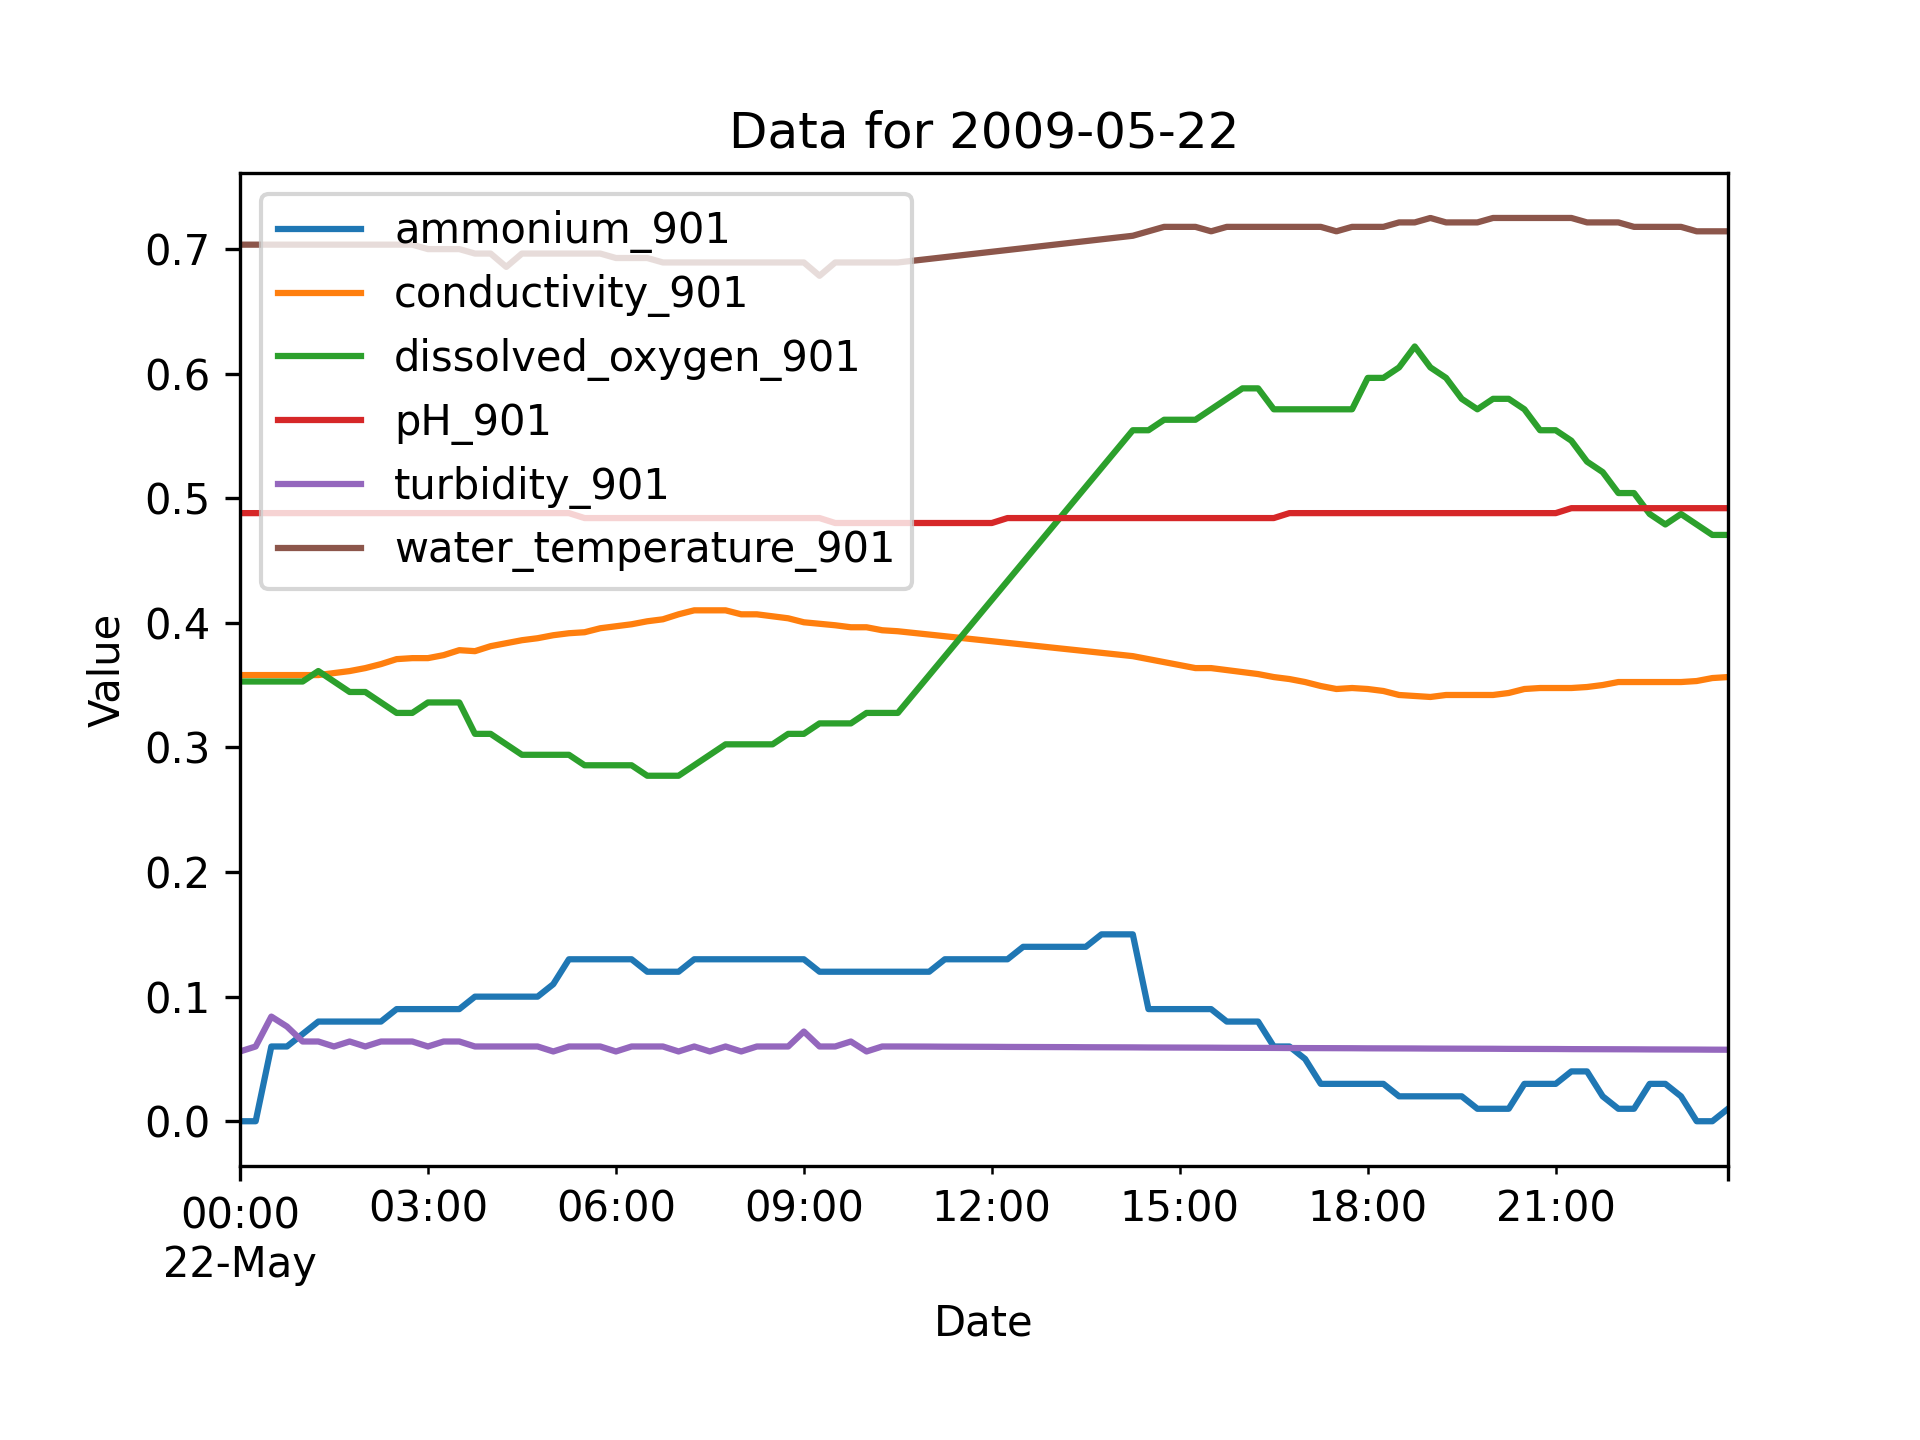 Data for 2009-05-22
ammonium_901
conductivity_901
dissolved_oxygen_901
pH_901
turbidity_901
water_temperature_901
Value
0.7
0.6
0.5
0.4
0.3
0.2
0.1
0.0
00:00 03:00 06:00 09:00 12:00 15:00 18:00 21:00
22-May
Date